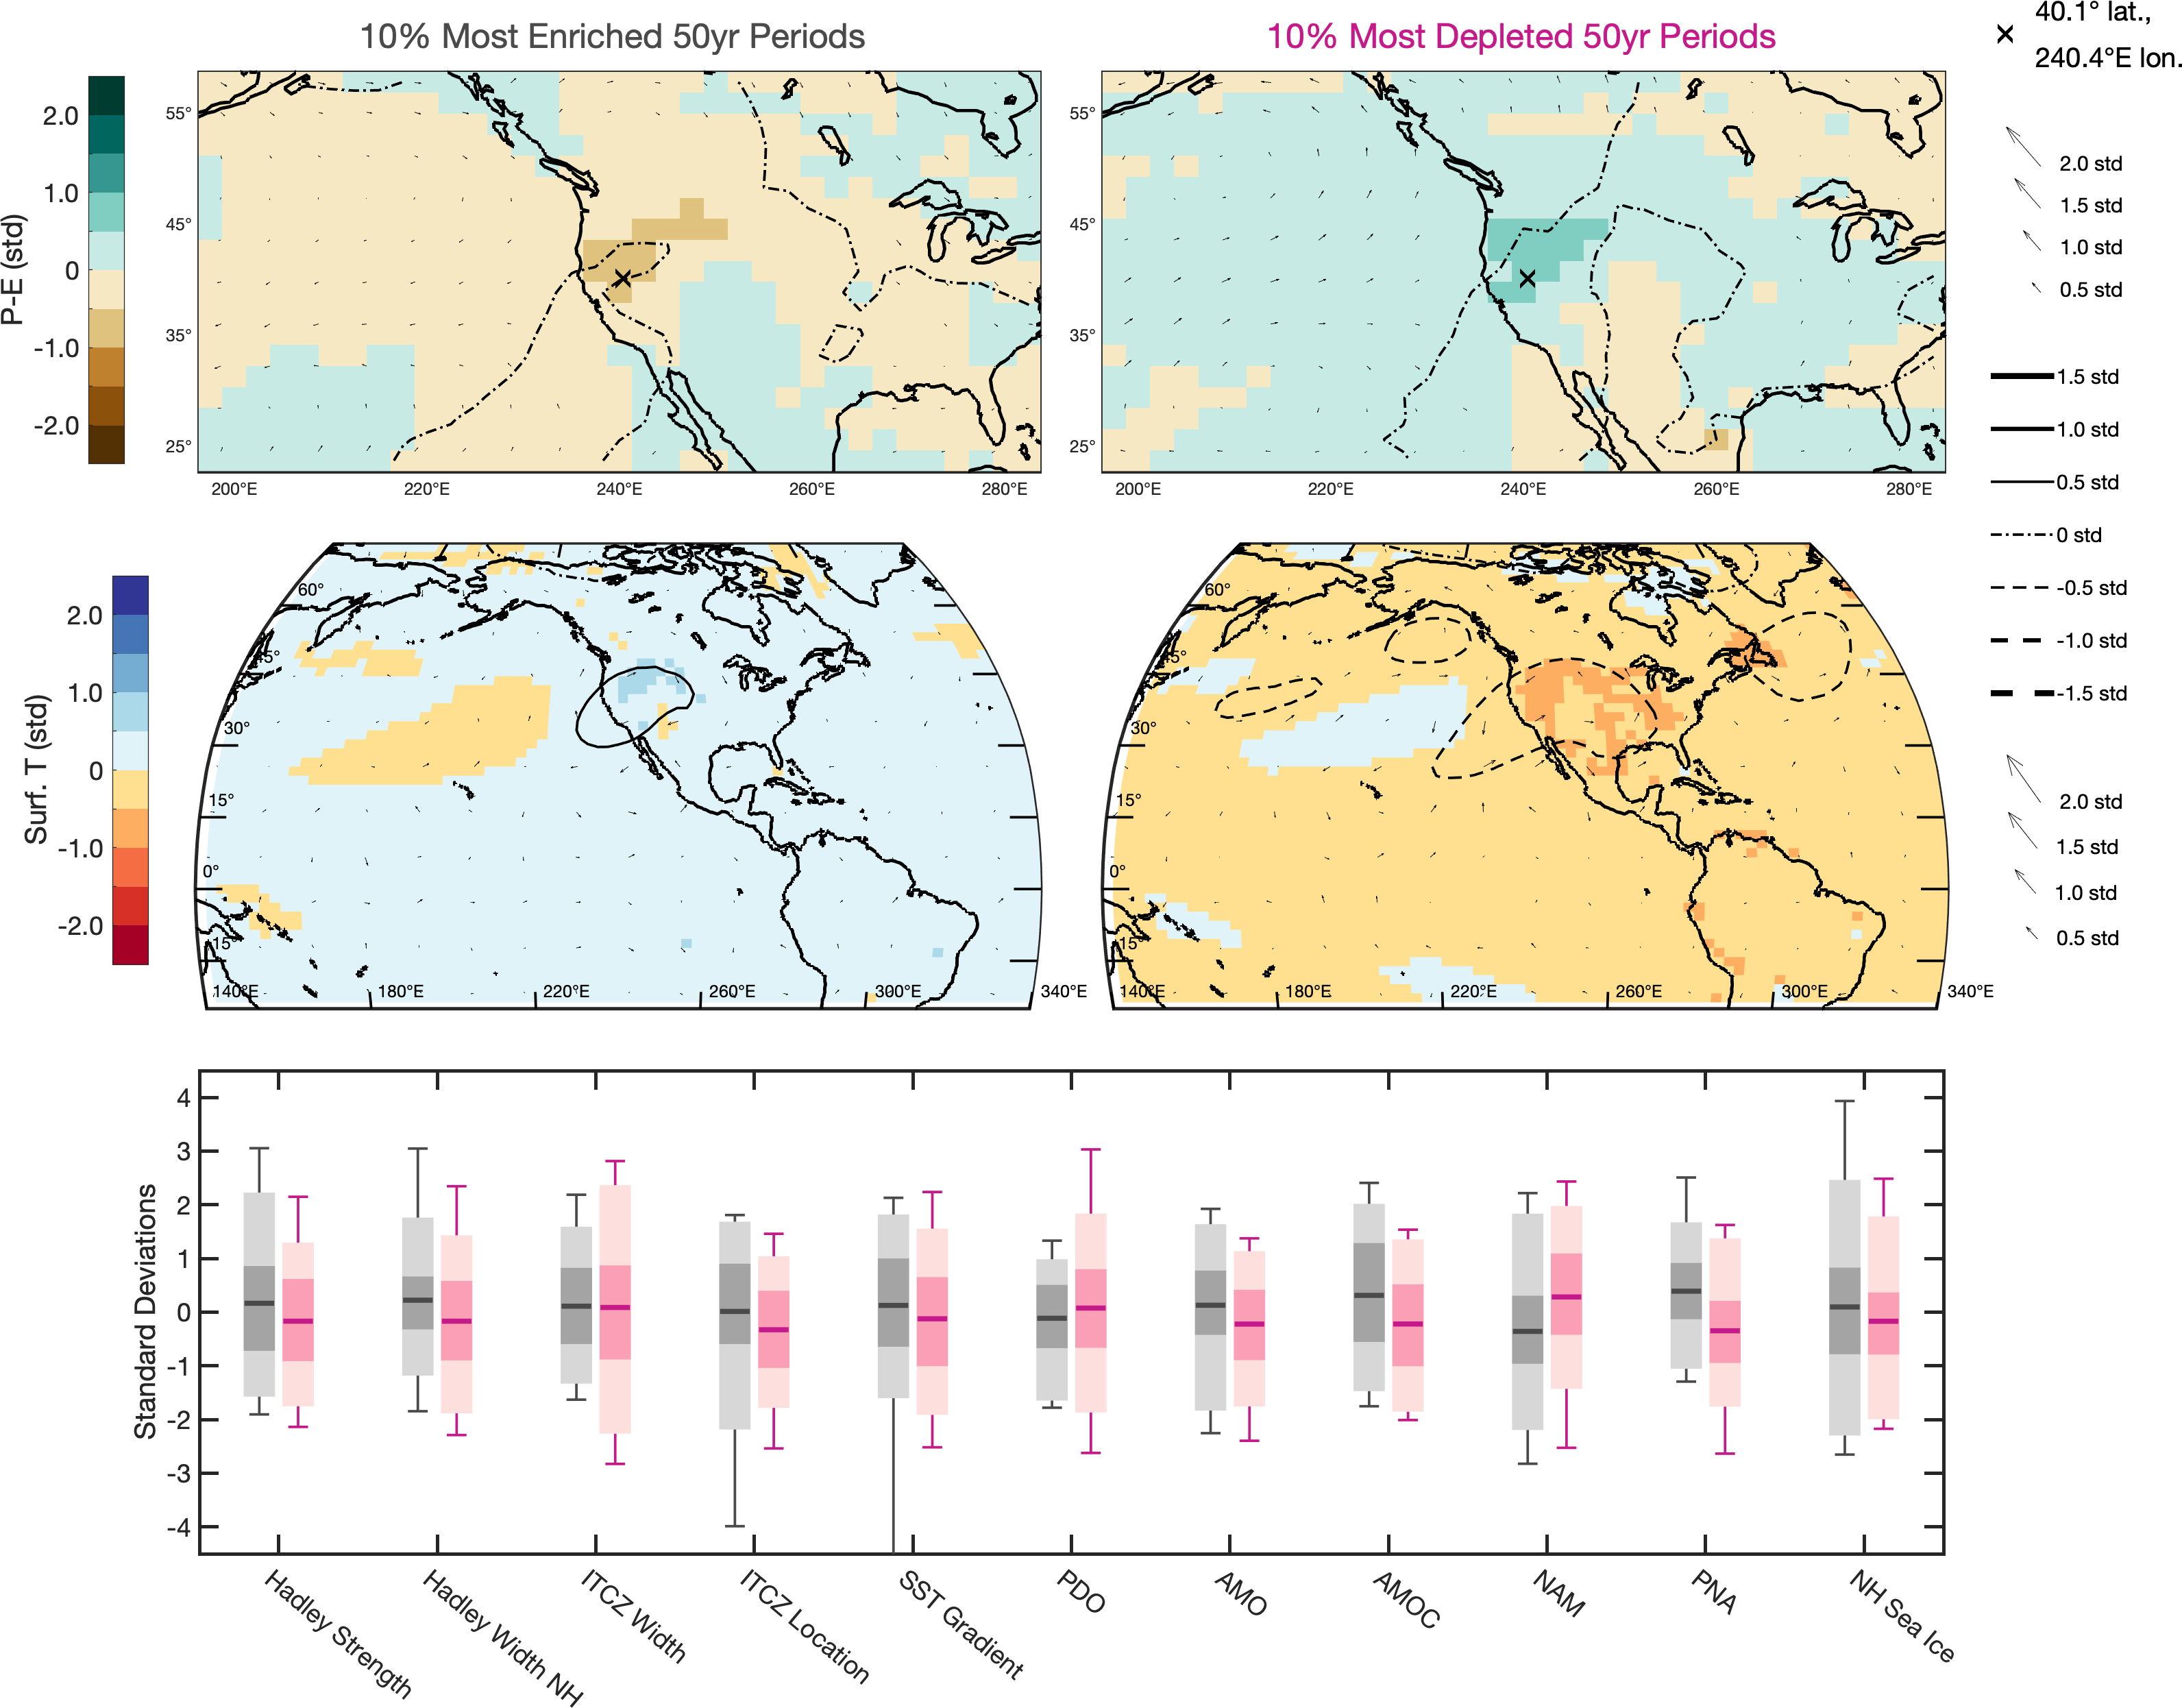 10% Most Enriched 50yr Periods
10% Most Depleted 50yr Periods
40.1° lat.,
240.4°E lon.
P-E (std)
2.0
1.0
0
-1.0
-2.0
55°
45°
35°
25°
200°E
220°E
240°E
260°E
280°E
55°
45°
35°
25°
200°E
220°E
240°E
260°E
280°E
2.0 std
1.5 std
1.0 std
0.5 std
1.5 std
1.0 std
0.5 std
0 std
-0.5 std
-1.0 std
-1.5 std
Surf. T (std)
2.0
1.0
0
-1.0
-2.0
60°
45°
30°
15°
0°
15°
140°E
180°E
220°E
260°E
300°E
340°E
60°
45°
30°
15°
0°
15°
140°E
180°E
220°E
260°E
300°E
340°E
2.0 std
1.5 std
1.0 std
0.5 std
Standard Deviations
4
3
2
1
0
-1
-2
-3
-4
Hadley Strength
Hadley Width NH
ITCZ Width
ITCZ Location
SST Gradient
PDO
AMO
AMOC
NAM
PNA
NH Sea Ice